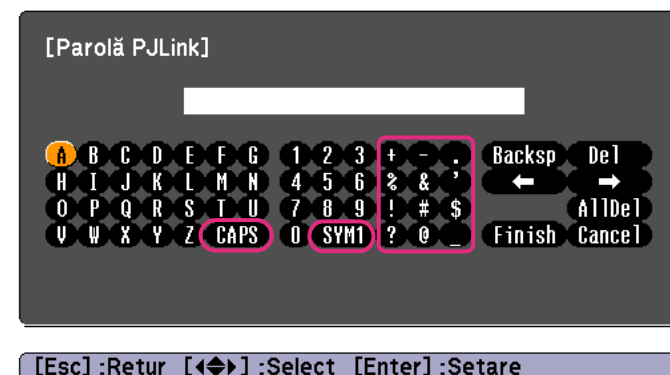 [Parolă PJLink]
A B C D E F G 1 2 3 + - . Backsp Del
H I J K L M N 4 5 6 % & ’ ← →
O P Q R S T U 7 8 9 ! # $ AllDel
V W X Y Z CAPS 0 SYM1 ? @ _ Finish Cancel
[Esc] :Retur [◀◆▶] :Select [Enter] :Setare